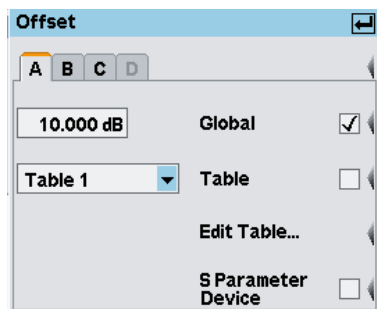 Offset
A B C D
10.000 dB Global
Table 1 Table
Edit Table...
S Parameter
Device